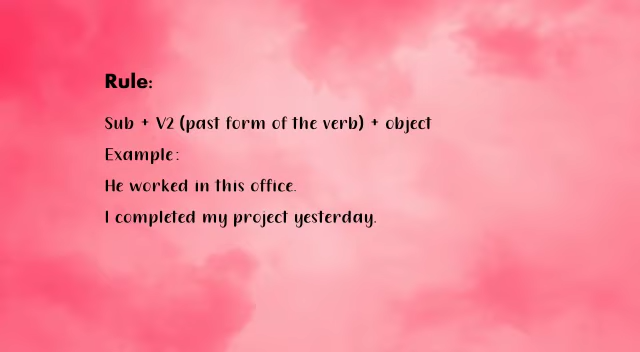 Rule:
Sub + V2 (past form of the verb) + object
Example:
He worked in this office.
I completed my project yesterday.